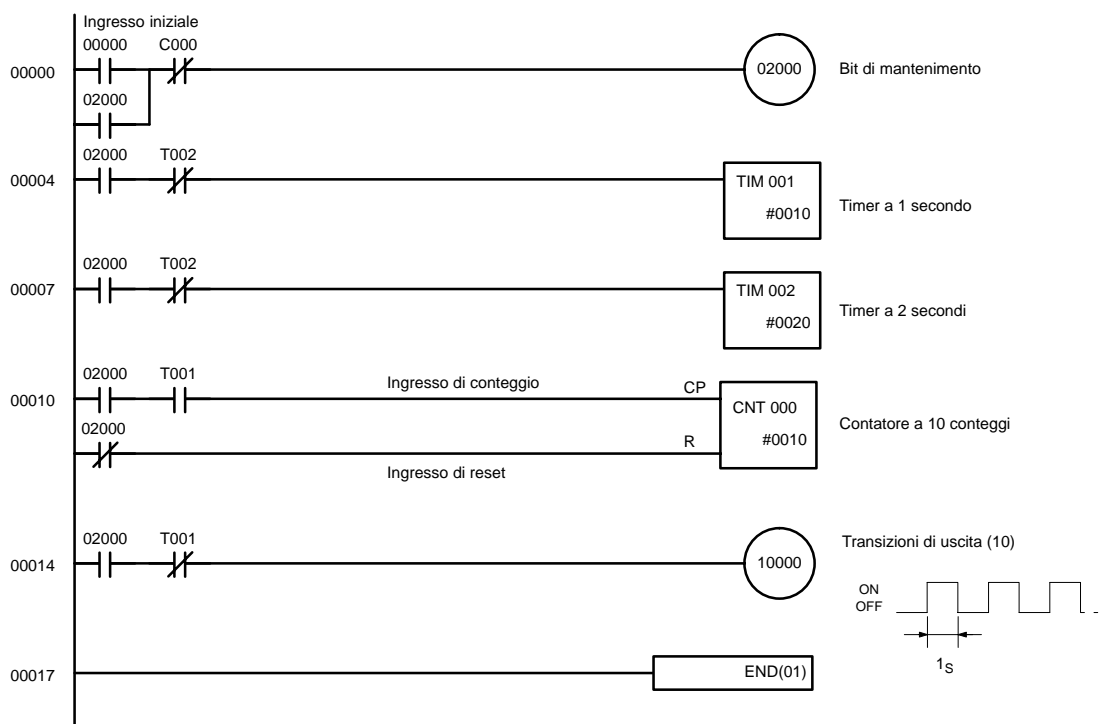 Ingresso iniziale
00000 C000
00000 02000 Bit di mantenimento
02000
02000 T002
00004 TIM 001
#0010 Timer a 1 secondo
02000 T002
00007 TIM 002
#0020 Timer a 2 secondi
02000 T001
00010 Ingresso di conteggio CP
CNT 000
#0010 Contatore a 10 conteggi
02000
R
Ingresso di reset
02000 T001
00014 10000 Transizioni di uscita (10)
ON
OFF
1S
00017 END(01)